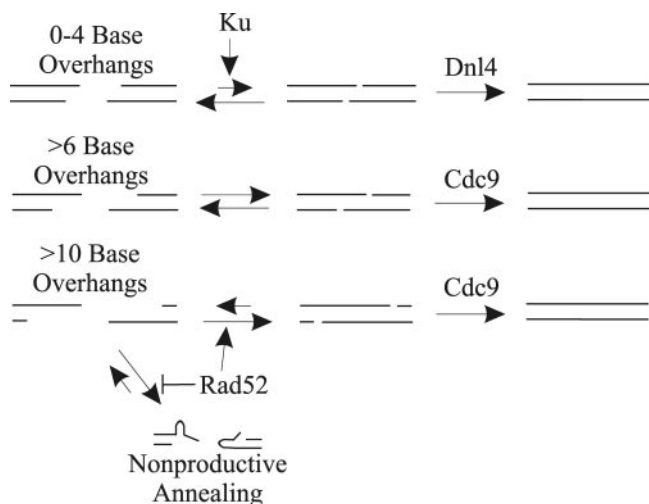 Ku
0-4 Base
Overhangs
Dnl4
>6 Base
Overhangs
Cdc9
>10 Base
Overhangs
Cdc9
Rad52
Nonproductive
Annealing